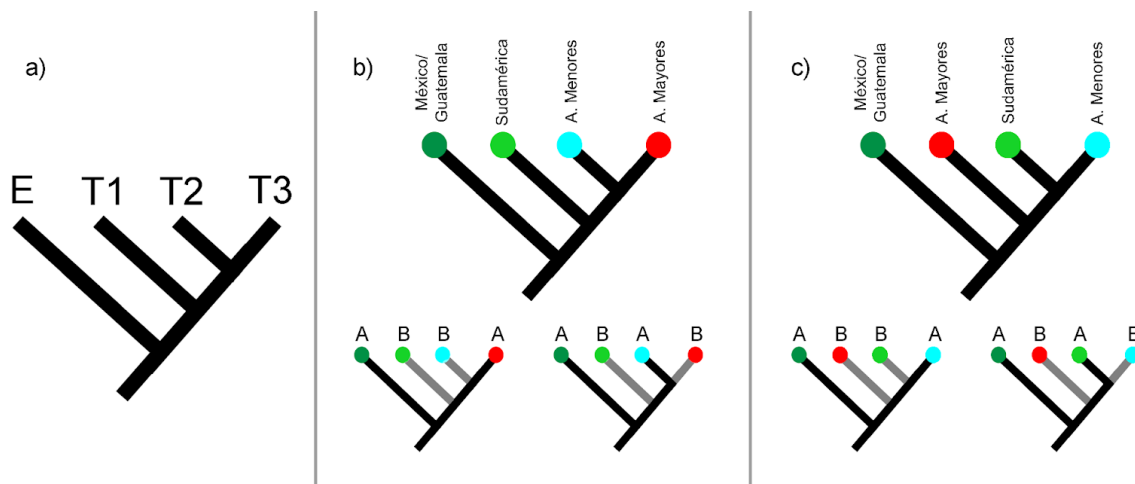 a)
E T1 T2 T3
b)
México/
Guatemala
Sudamérica
A. Menores
A. Mayores
A B B A
A B A B
c)
México/
Guatemala
A. Mayores
Sudamérica
A. Menores
A B B A
A B A B